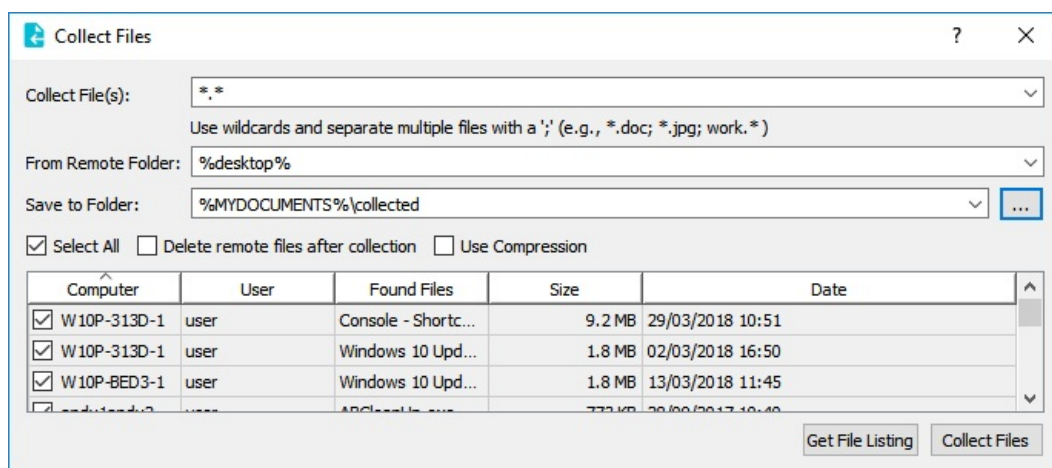 Collect Files ?
Collect File(s): *.*
Use wildcards and separate multiple files with a ';' (e.g., *.doc; *.jpg; work.* )
From Remote Folder: %desktop%
Save to Folder: %MYDOCUMENTS%\collected ...
Select All Delete remote files after collection Use Compression
Computer User Found Files Size Date
W10P-313D-1 user Console - Shortc... 9.2 MB 29/03/2018 10:51
W10P-313D-1 user Windows 10 Upd... 1.8 MB 02/03/2018 16:50
W10P-BED3-1 user Windows 10 Upd... 1.8 MB 13/03/2018 11:45
Get File Listing Collect Files